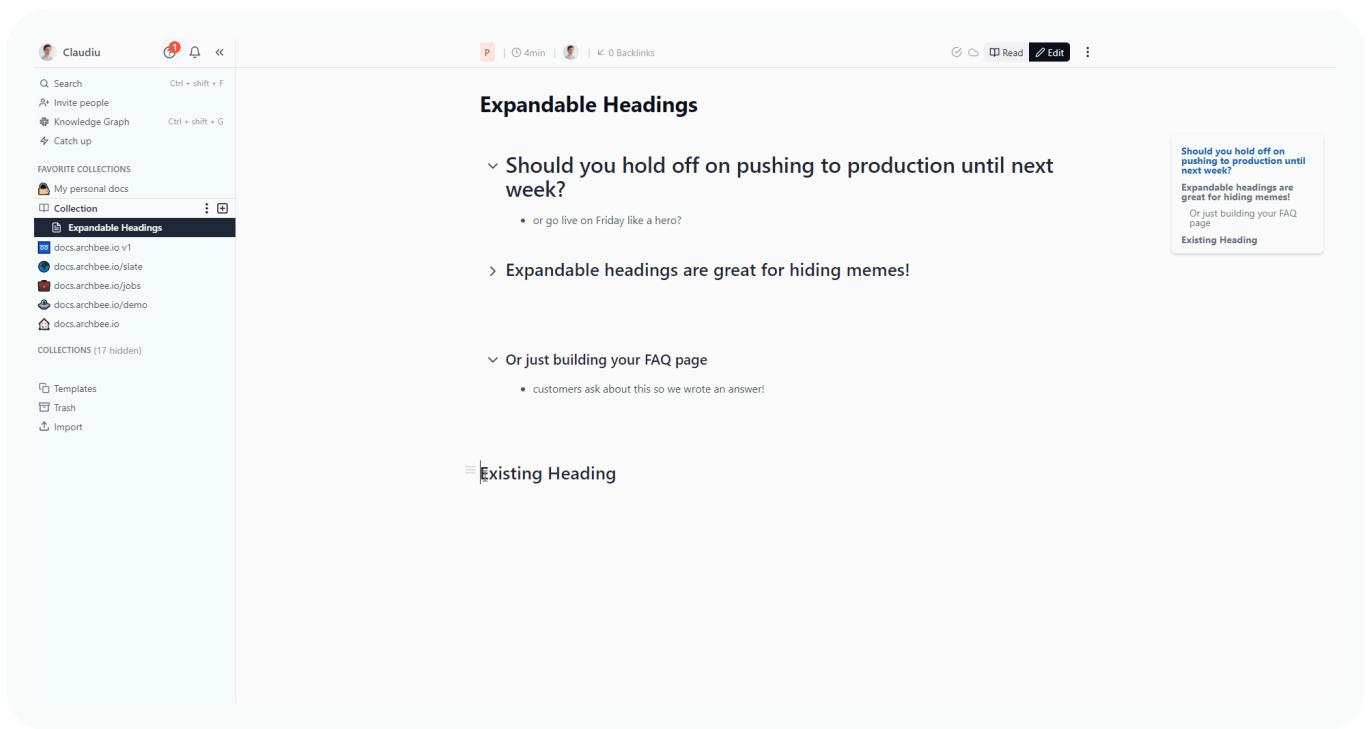 Claudiu
1
Search
Ctrl + shift + F
Invite people
Knowledge Graph
Ctrl + shift + G
Catch up
FAVORITE COLLECTIONS
My personal docs
Collection
Expandable Headings
docs.archbee.io v1
docs.archbee.io/slate
docs.archbee.io/jobs
docs.archbee.io/demo
docs.archbee.io
COLLECTIONS (17 hidden)
Templates
Trash
Import
P | 4min | | 0 Backlinks
Read
Edit
Expandable Headings
Should you hold off on pushing to production until next
week?
• or go live on Friday like a hero?
Expandable headings are great for hiding memes!
Or just building your FAQ page
• customers ask about this so we wrote an answer!
Existing Heading
Should you hold off on
pushing to production until
next week?
Expandable headings are
great for hiding memes!
Or just building your FAQ
page
Existing Heading